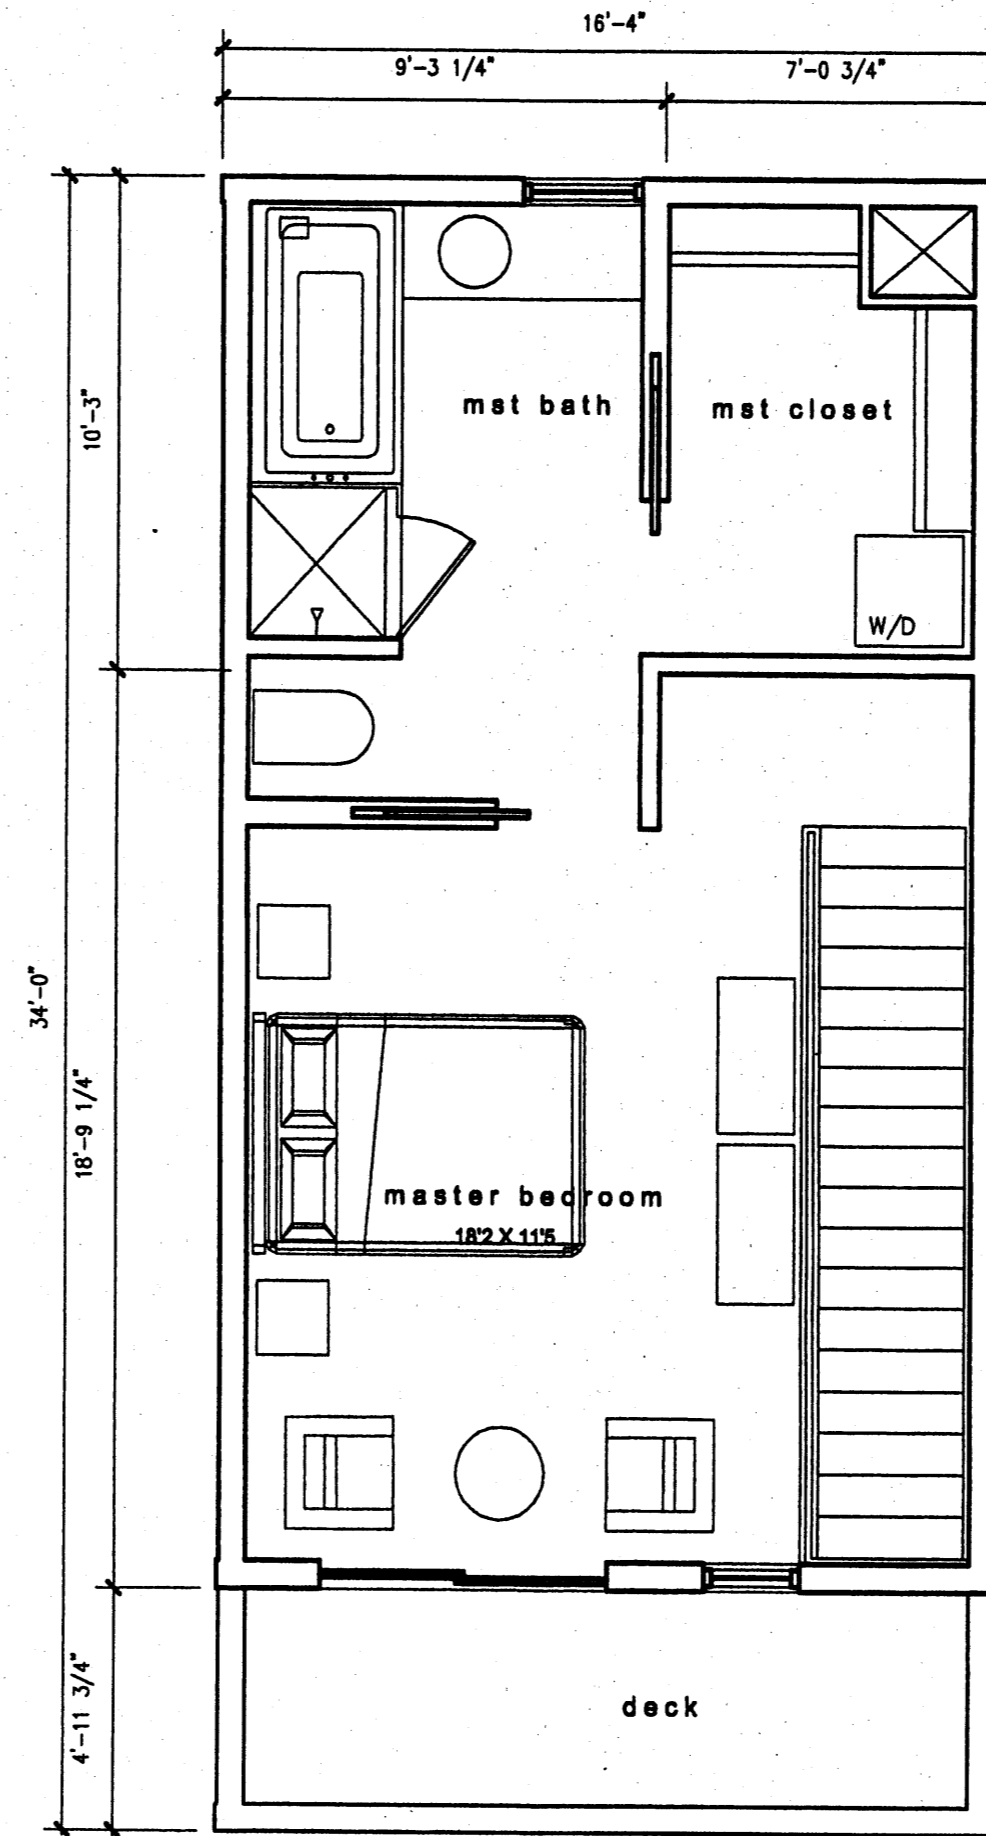 16'-4"
9'-3 1/4"
7'-0 3/4"
10'-3"
mst bath
mst closet
W/D
34'-0"
18'-9 1/4"
master bedroom
18'2 X 11'5
4'-11 3/4"
deck